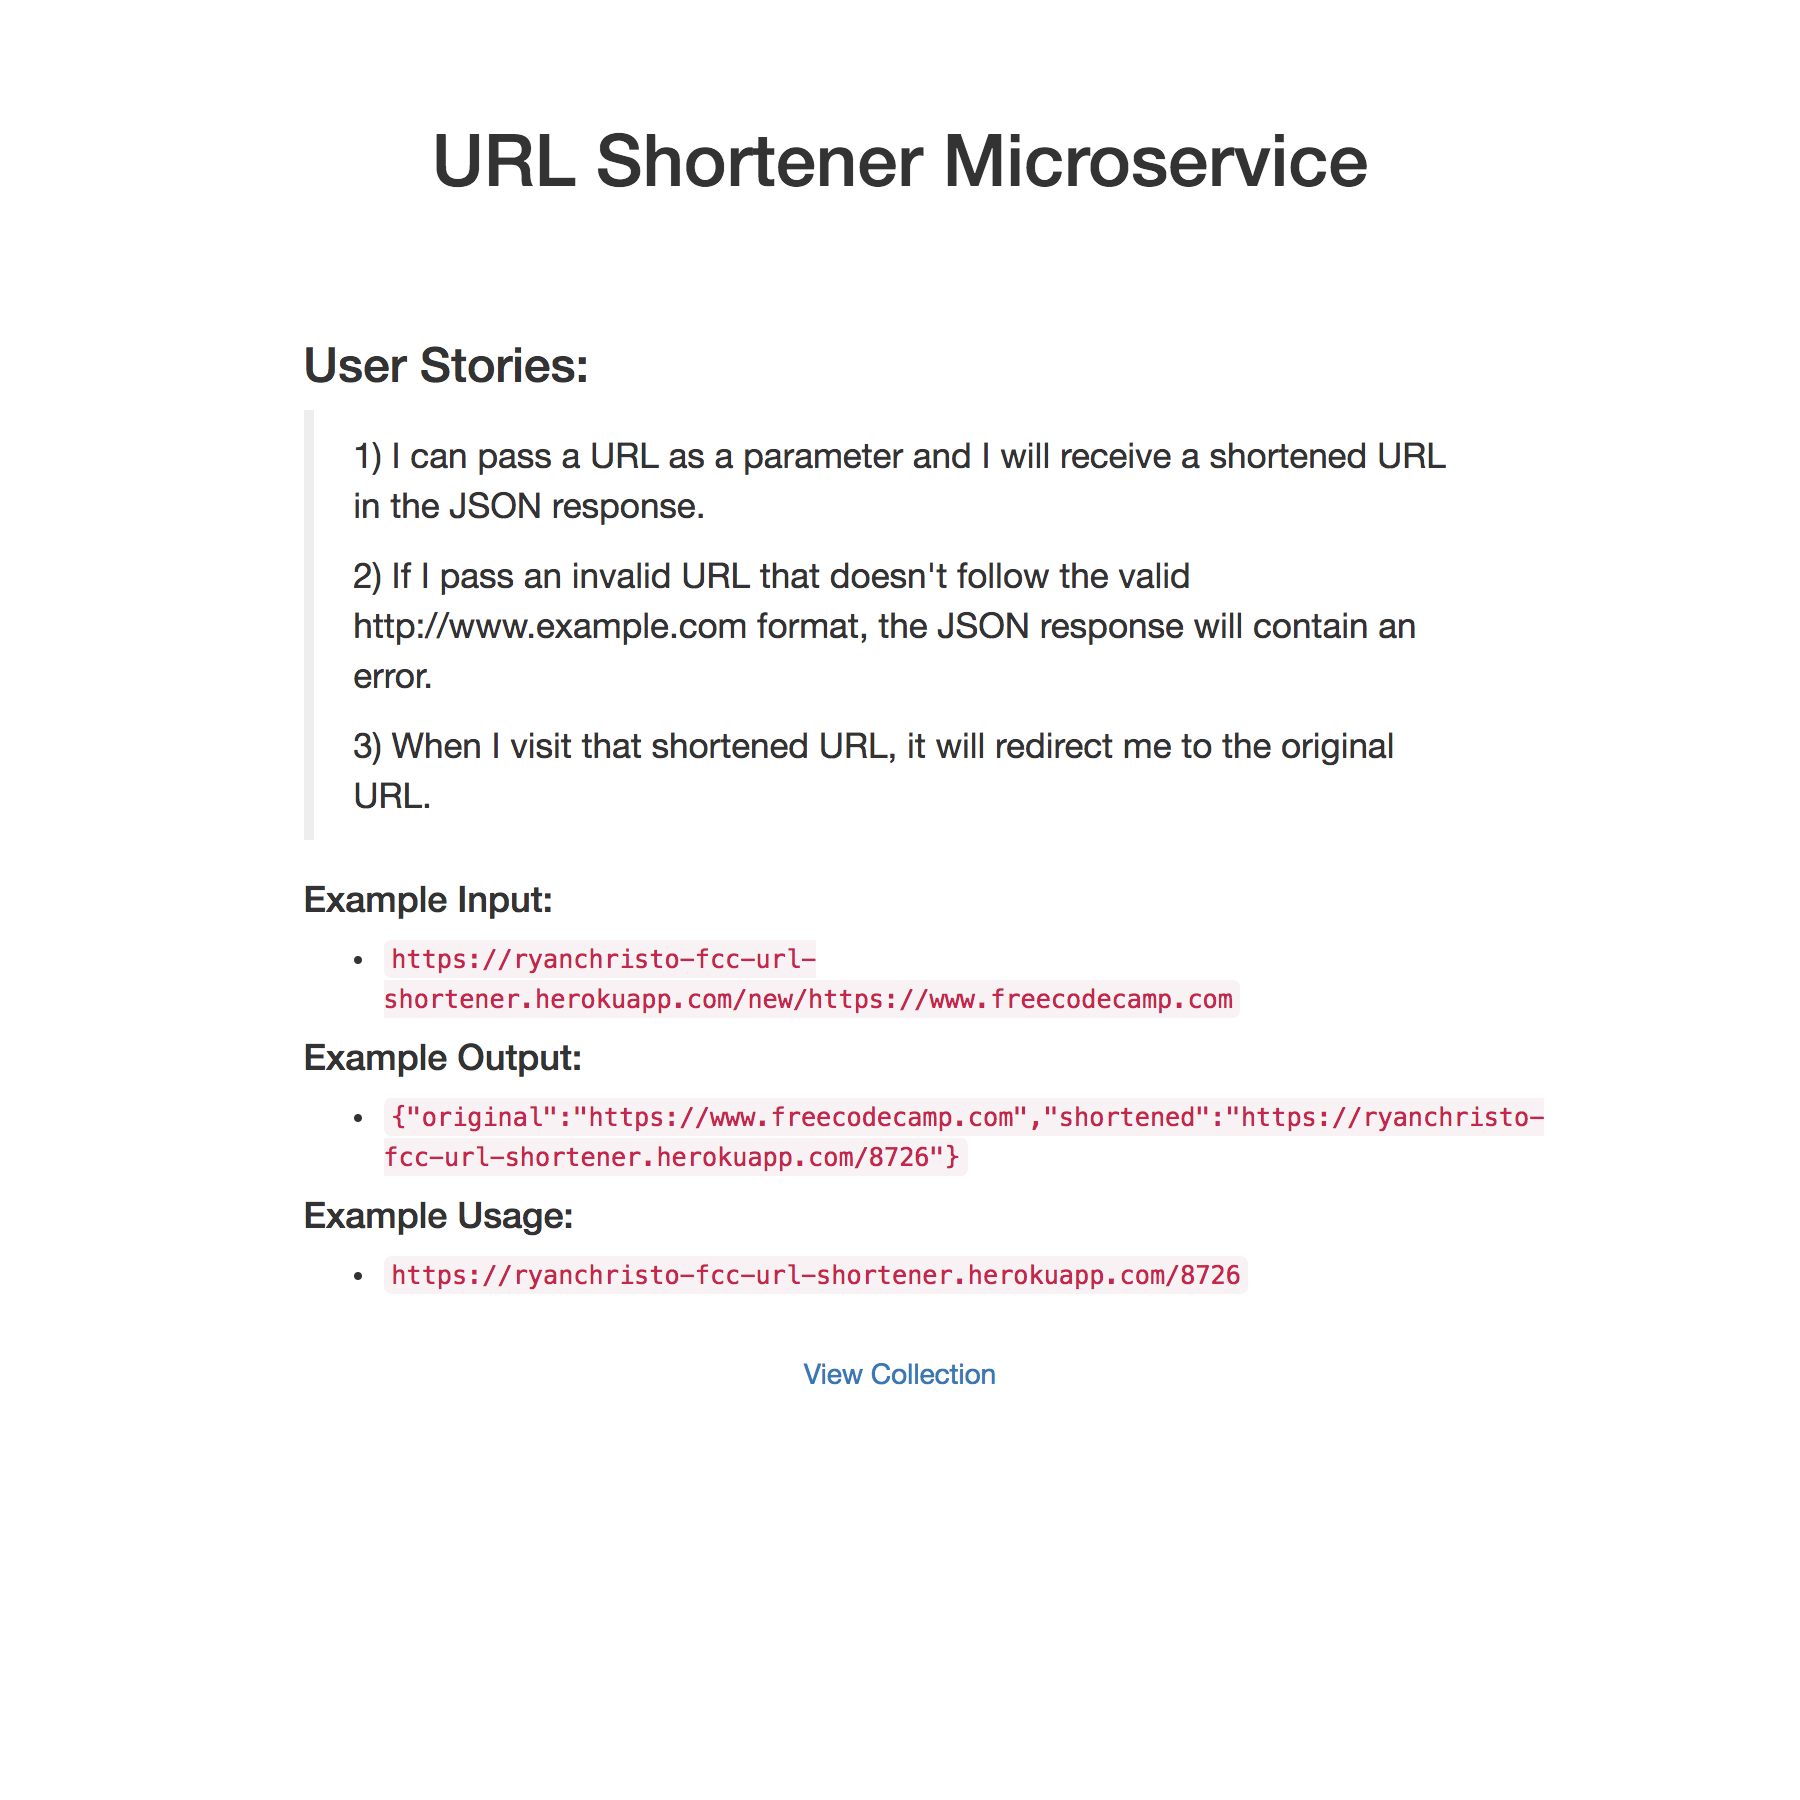 URL Shortener Microservice
User Stories:
1) I can pass a URL as a parameter and I will receive a shortened URL
in the JSON response.
2) If I pass an invalid URL that doesn't follow the valid
http://www.example.com format, the JSON response will contain an
error.
3) When I visit that shortened URL, it will redirect me to the original
URL.
Example Input:
• https://ryanchristo-fcc-url-
shortener.herokuapp.com/new/https://www.freecodecamp.com
Example Output:
• {"original":"https://www.freecodecamp.com","shortened":"https://ryanchristo-
fcc-url-shortener.herokuapp.com/8726"}
Example Usage:
• https://ryanchristo-fcc-url-shortener.herokuapp.com/8726
View Collection